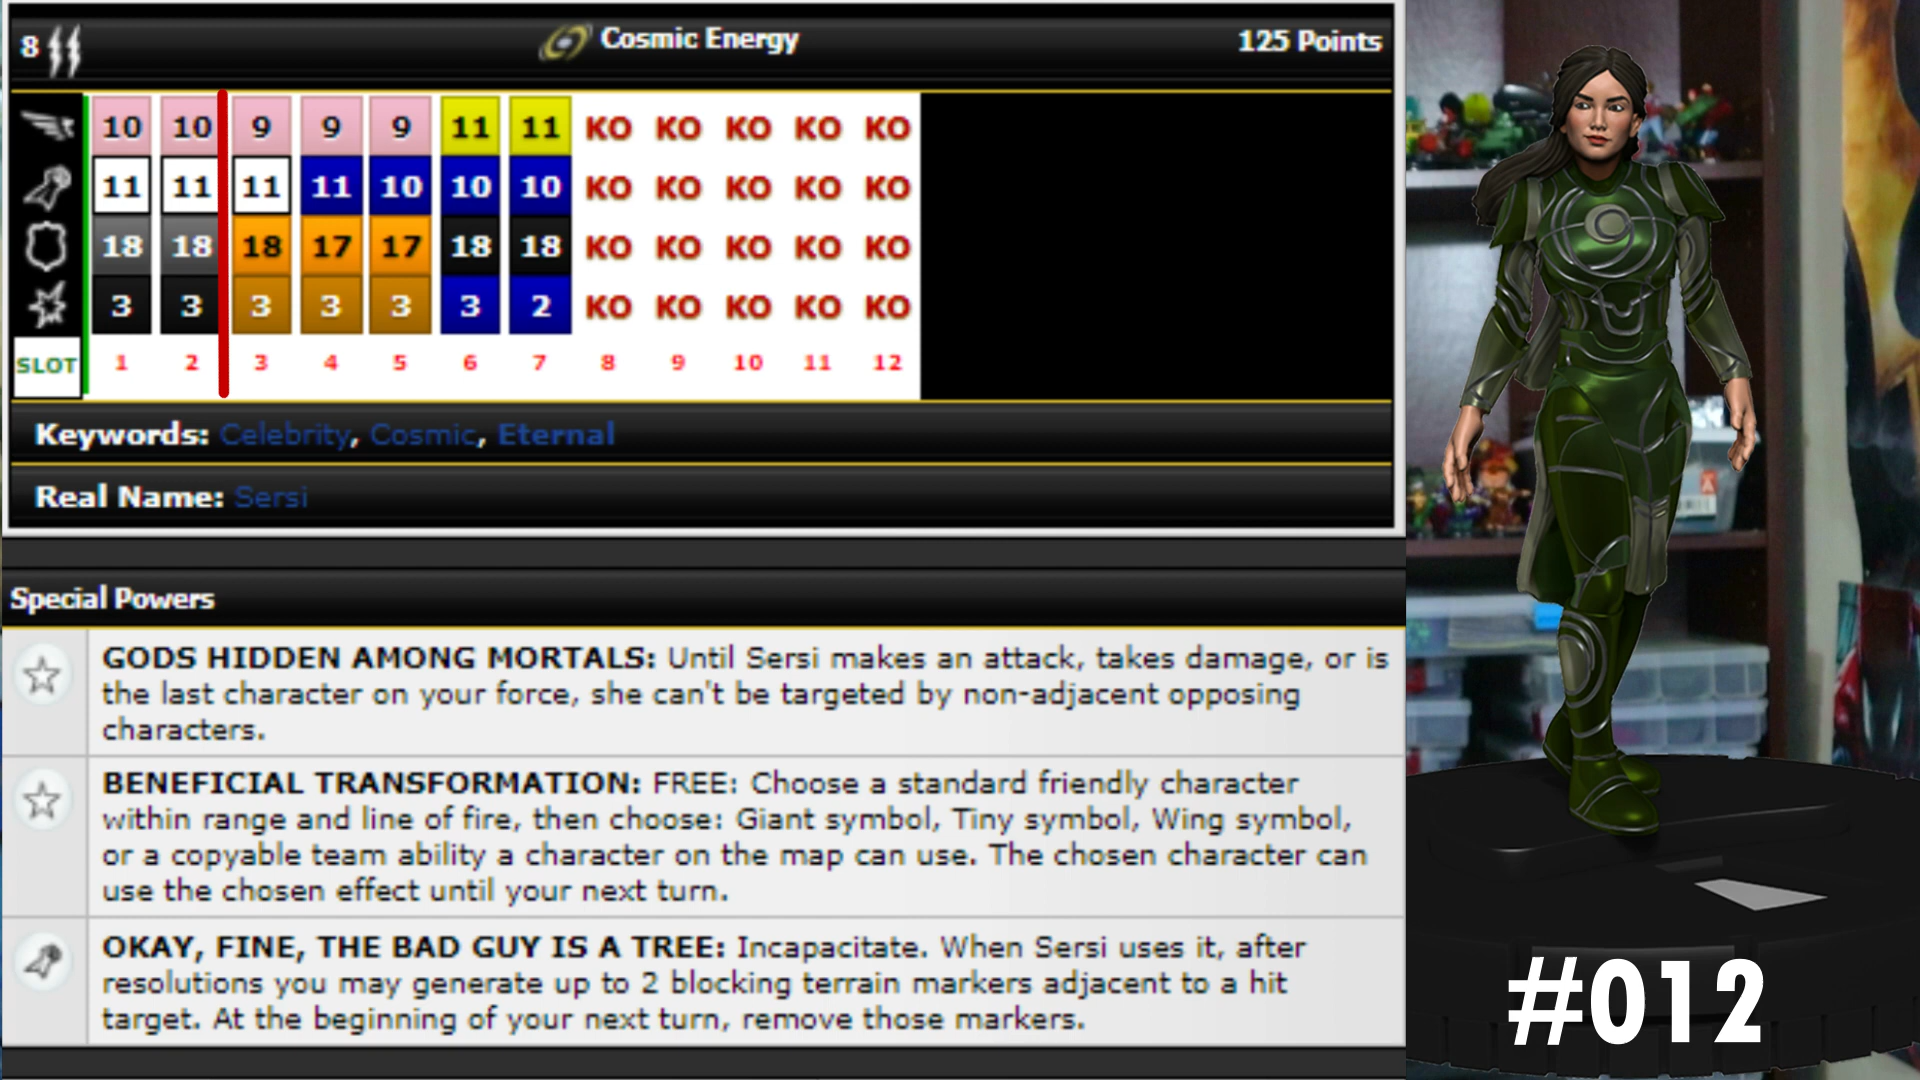 8 Cosmic Energy 125 Points
10 10 9 9 9 11 11 KO KO KO KO KO
11 11 11 11 10 10 10 KO KO KO KO KO
18 18 18 17 17 18 18 KO KO KO KO KO
3 3 3 3 3 3 2 KO KO KO KO KO
SLOT 1 2 3 4 5 6 7 8 9 10 11 12
Keywords: Celebrity, Cosmic, Eternal
Real Name: Sersi
Special Powers
GODS HIDDEN AMONG MORTALS: Until Sersi makes an attack, takes damage, or is
the last character on your force, she can't be targeted by non-adjacent opposing
characters.
BENEFICIAL TRANSFORMATION: FREE: Choose a standard friendly character
within range and line of fire, then choose: Giant symbol, Tiny symbol, Wing symbol,
or a copyable team ability a character on the map can use. The chosen character can
use the chosen effect until your next turn.
OKAY, FINE, THE BAD GUY IS A TREE: Incapacitate. When Sersi uses it, after
resolutions you may generate up to 2 blocking terrain markers adjacent to a hit
target. At the beginning of your next turn, remove those markers.
#012